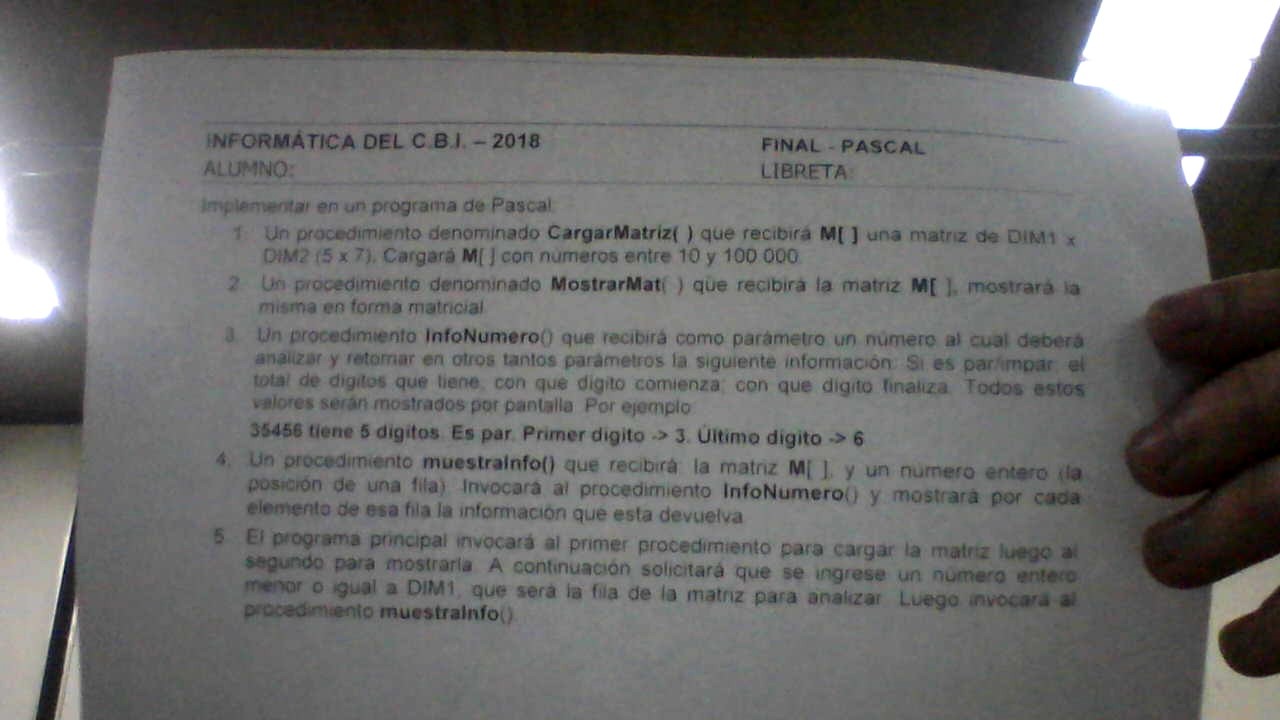 INFORMÁTICA DEL C.B.I. – 2018 FINAL - PASCAL
ALUMNO: LIBRETA:
Implementar en un programa de Pascal:
1. Un procedimiento denominado CargarMatriz( ) que recibirá M[ ] una matriz de DIM1 x
DIM2 (5 x 7). Cargará M[ ] con números entre 10 y 100.000.
2. Un procedimiento denominado MostrarMat( ) que recibirá la matriz M[ ], mostrará la
misma en forma matricial.
3. Un procedimiento InfoNumero() que recibirá como parámetro un número al cual deberá
analizar y retornar en otros tantos parámetros la siguiente información: Si es par/impar; el
total de dígitos que tiene; con que dígito comienza; con que dígito finaliza. Todos estos
valores serán mostrados por pantalla. Por ejemplo:
35456 tiene 5 dígitos. Es par. Primer dígito -> 3. Último dígito -> 6
4. Un procedimiento muestraInfo() que recibirá: la matriz M[ ], y un número entero (la
posición de una fila). Invocará al procedimiento InfoNumero() y mostrará por cada
elemento de esa fila la información que esta devuelva.
5. El programa principal invocará al primer procedimiento para cargar la matriz luego al
segundo para mostrarla. A continuación solicitará que se ingrese un número entero
menor o igual a DIM1, que será la fila de la matriz para analizar. Luego invocará al
procedimiento muestraInfo().